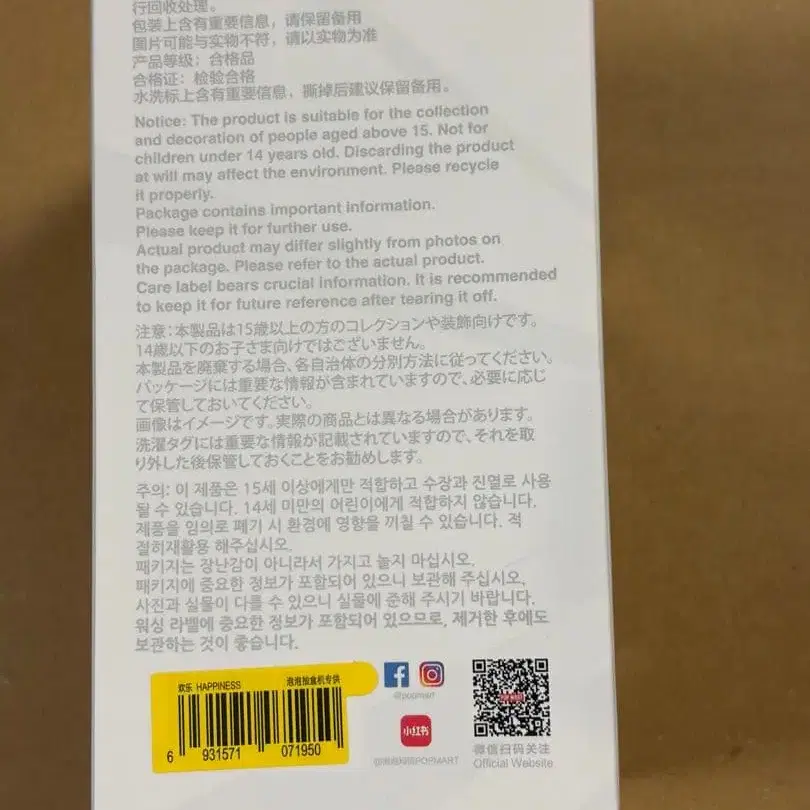 行回收处理。
包装上含有重要信息，请保留备用
图片可能与实物不符，请以实物为准
产品等级：合格品
合格证：检验合格
水洗标上含有重要信息，撕掉后建议保留备用。
Notice: The product is suitable for the collection
and decoration of people aged above 15. Not for
children under 14 years old. Discarding the product
at will may affect the environment. Please recycle
it properly.
Package contains important information.
Please keep it for further use.
Actual product may differ slightly from photos on
the package. Please refer to the actual product.
Care label bears crucial information. It is recommended
to keep it for future reference after tearing it off.
注意：本製品は15歳以上の方のコレクションや装飾向けです。
14歳以下のお子さま向けではございません。
本製品を廃棄する場合、各自治体の分別方法に従ってください。
パッケージには重要な情報が含まれていますので、必要に応じ
て保管しておいてください。
画像はイメージです。実際の商品とは異なる場合があります。
洗濯タグには重要な情報が記載されていますので、それを取
り外した後保管しておくことをお勧めします。
주의: 이 제품은 15세 이상에게만 적합하고 수장과 진열로 사용
될 수 있습니다. 14세 미만의 어린이에게 적합하지 않습니다.
제품을 임의로 폐기 시 환경에 영향을 끼칠 수 있습니다. 적
절히재활용 해주십시오.
패키지는 장난감이 아니라서 가지고 놀지 마십시오.
패키지에 중요한 정보가 포함되어 있으니 보관해 주십시오.
사진과 실물이 다를 수 있으니 실물에 준해 주시기 바랍니다.
워싱 라벨에 중요한 정보가 포함되어 있으므로, 제거한 후에도
보관하는 것이 좋습니다.
欢乐 HAPPINESS 泡泡抽盒机专供
6 931571 071950
@popmart
小红书
@泡泡玛特POPMART
微信扫码关注
Official Website